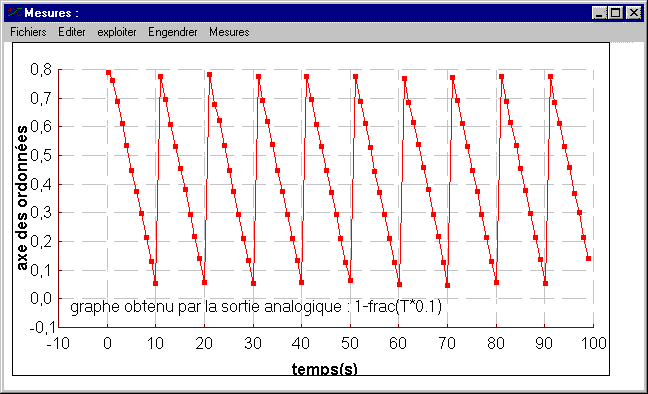 Mesures :
Fichiers Editer exploiter Engendrer Mesures
axe des ordonnées
0,8
0,7
0,6
0,5
0,4
0,3
0,2
0,1
0,0
-0,1
graphe obtenu par la sortie analogique : 1-frac(T*0.1)
-10 0 10 20 30 40 50 60 70 80 90 100
temps(s)